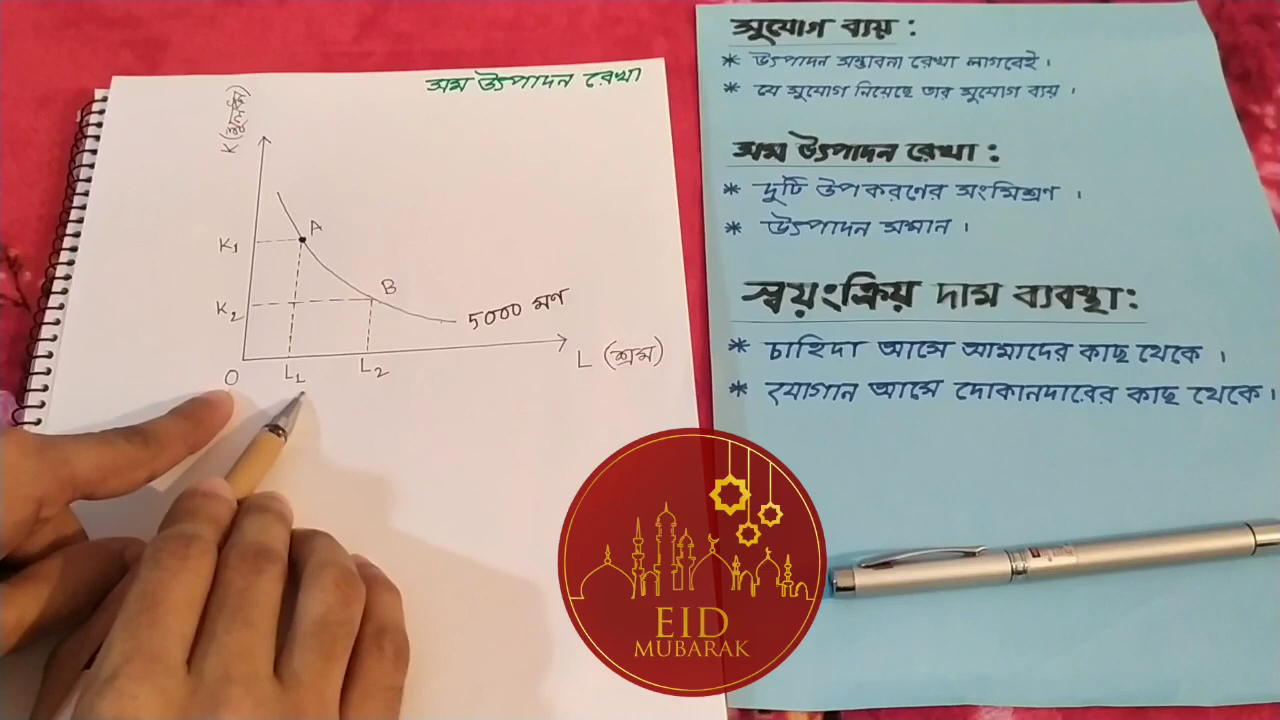 সম উৎপাদন রেখা
K (মূলধন)
A
K1
B
K2
5000 মণ
O
L1
L2
L (শ্রম)
সুযোগ ব্যয় :
* উৎপাদন সম্ভাবনা রেখা লাগবেই ।
* যে সুযোগ নিয়েছে তার সুযোগ ব্যয় ।
সম উৎপাদন রেখা :
* দুটি উপকরণের সংমিশ্রণ ।
* উৎপাদন সমান ।
স্বয়ংক্রিয় দাম ব্যবস্থা:
* চাহিদা আসে আমাদের কাছ থেকে ।
* যোগান আসে দোকানদারের কাছ থেকে ।
EID
MUBARAK